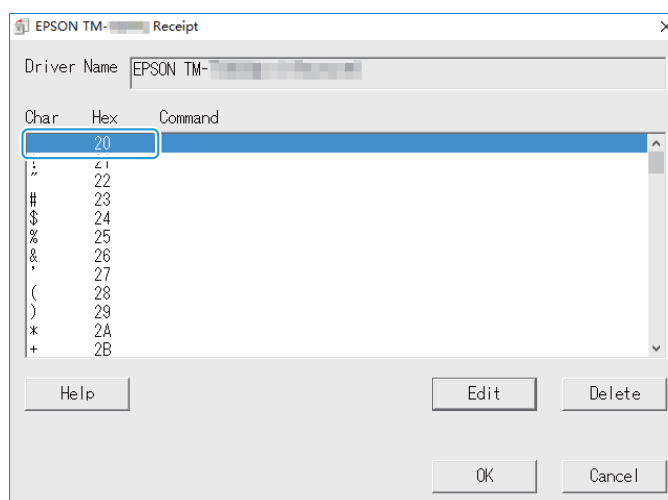 EPSON TM- Receipt
Driver Name EPSON TM-
Char Hex Command
20
! 21
" 22
# 23
$ 24
% 25
& 26
' 27
( 28
) 29
* 2A
+ 2B
Help Edit Delete
OK Cancel